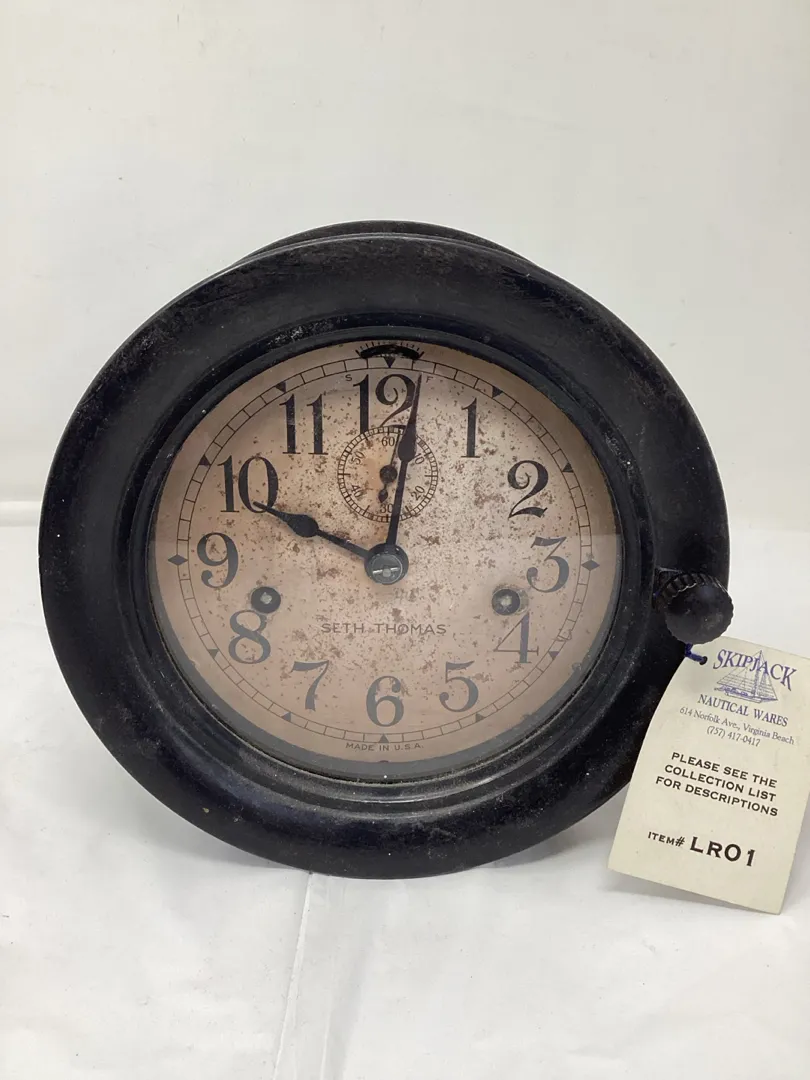 S F
12
1
2
3
4
5
6
7
8
9
10
11
60
20
30
40
50
SETH THOMAS
MADE IN U.S.A.
SKIPJACK
NAUTICAL WARES
614 Norfolk Ave., Virginia Beach
(757) 417-0417
PLEASE SEE THE
COLLECTION LIST
FOR DESCRIPTIONS
ITEM# LR01